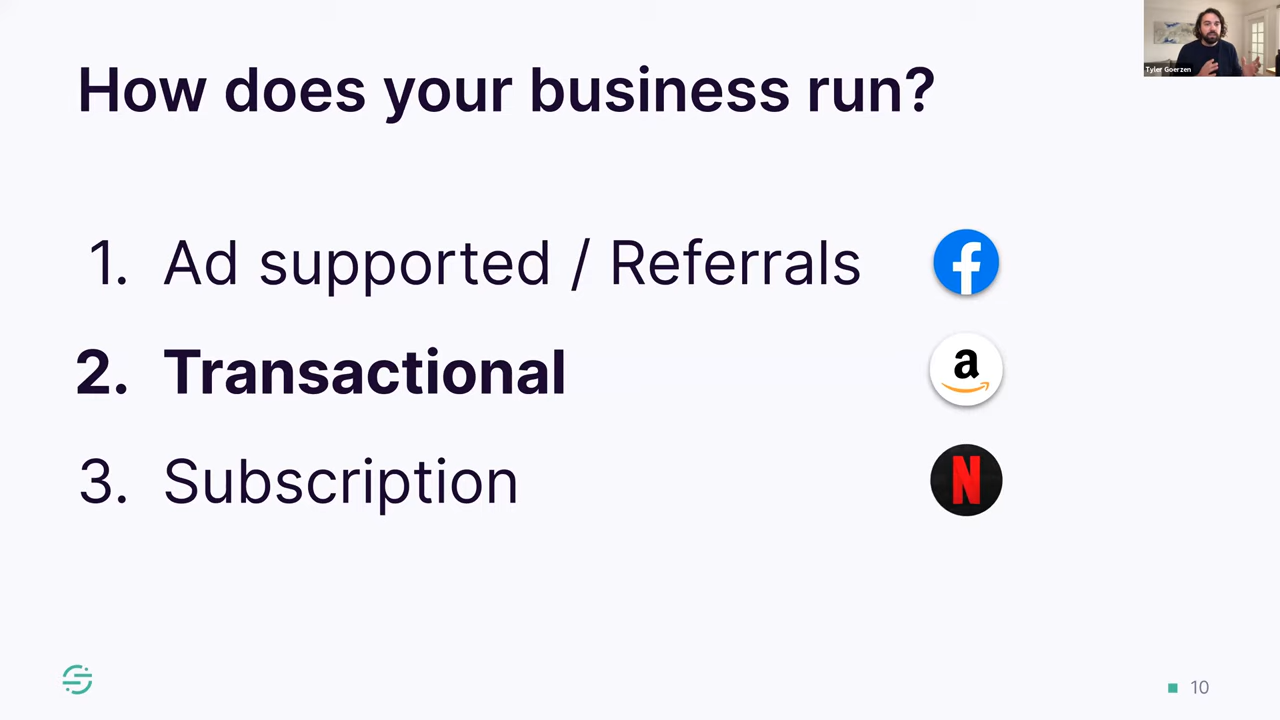 Tyler Goerzen
How does your business run?
1. Ad supported / Referrals
2. Transactional
a
3. Subscription
N
10